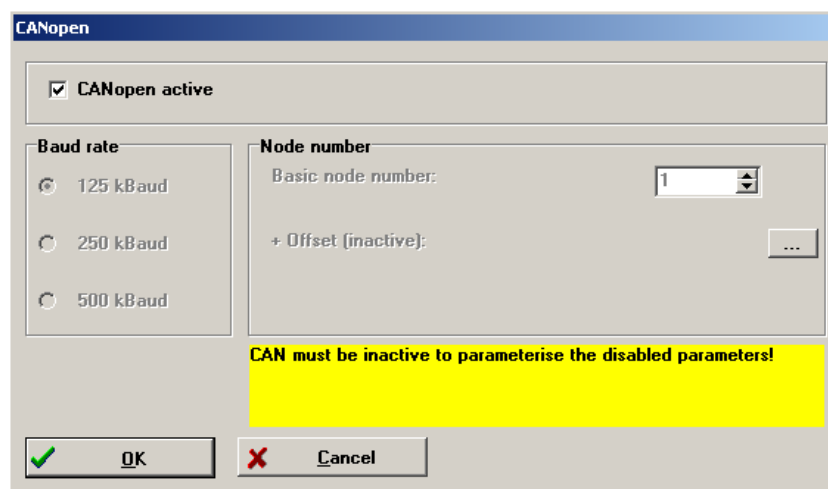 CANopen
CANopen active
Baud rate
125 kBaud
250 kBaud
500 kBaud
Node number
Basic node number:
1
+ Offset (inactive):
...
CAN must be inactive to parameterise the disabled parameters!
OK
Cancel